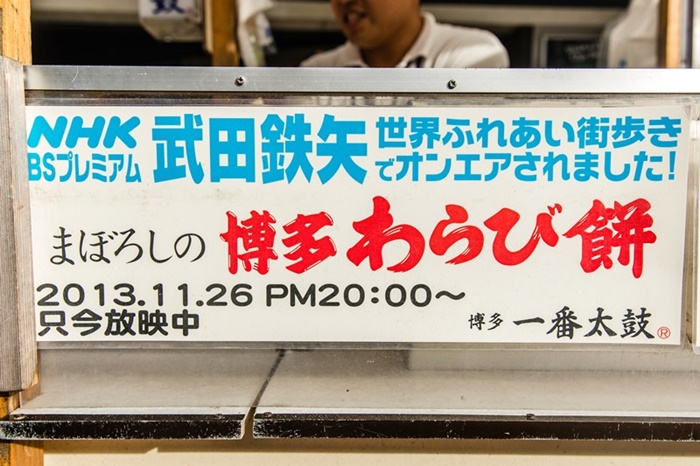 NHK BSプレミアム 武田鉄矢 世界ふれあい街歩きでオンエアされました!
まぼろしの 博多わらび餅
2013.11.26 PM20:00〜
只今放映中
博多 一番太鼓®